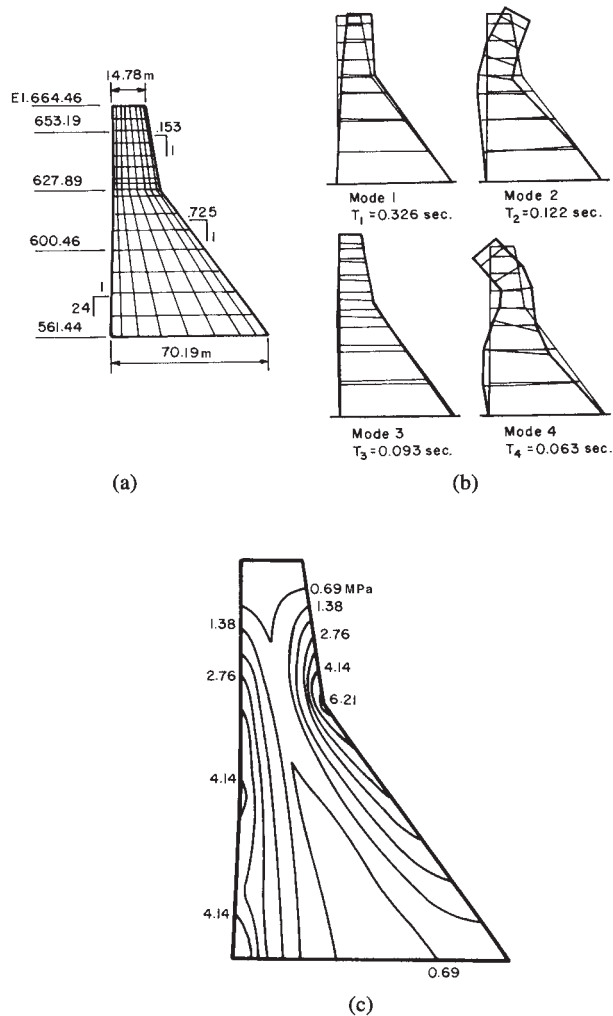 14.78m
El.664.46
653.19
.153
1
627.89
.725
1
600.46
1
24
561.44
70.19m
(a)
Mode 1
T₁=0.326 sec.
Mode 2
T₂=0.122 sec.
Mode 3
T₃=0.093 sec.
Mode 4
T₄=0.063 sec.
(b)
0.69 MPa
1.38
1.38
2.76
2.76
4.14
6.21
4.14
4.14
0.69
(c)